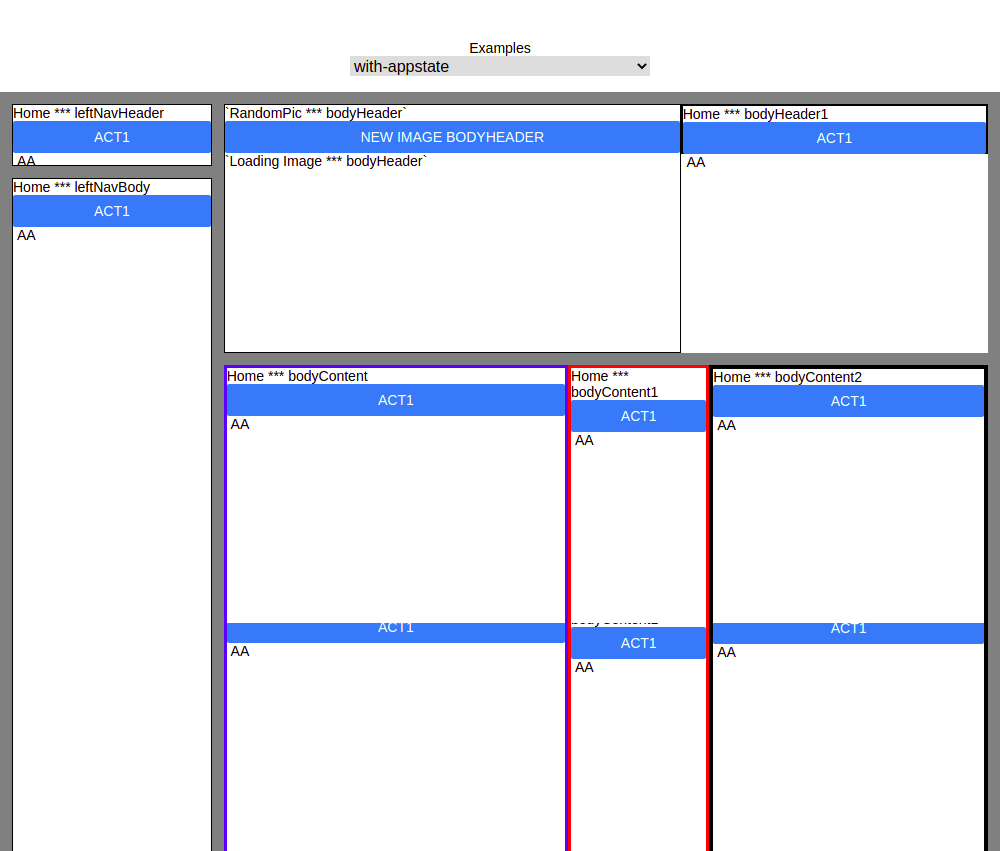 Examples
with-appstate
Home *** leftNavHeader
ACT1
AA
Home *** leftNavBody
ACT1
AA
`RandomPic *** bodyHeader`
NEW IMAGE BODYHEADER
`Loading Image *** bodyHeader`
Home *** bodyHeader1
ACT1
AA
Home *** bodyContent
ACT1
AA
ACT1
AA
Home ***
bodyContent1
ACT1
AA
ACT1
AA
Home *** bodyContent2
ACT1
AA
ACT1
AA